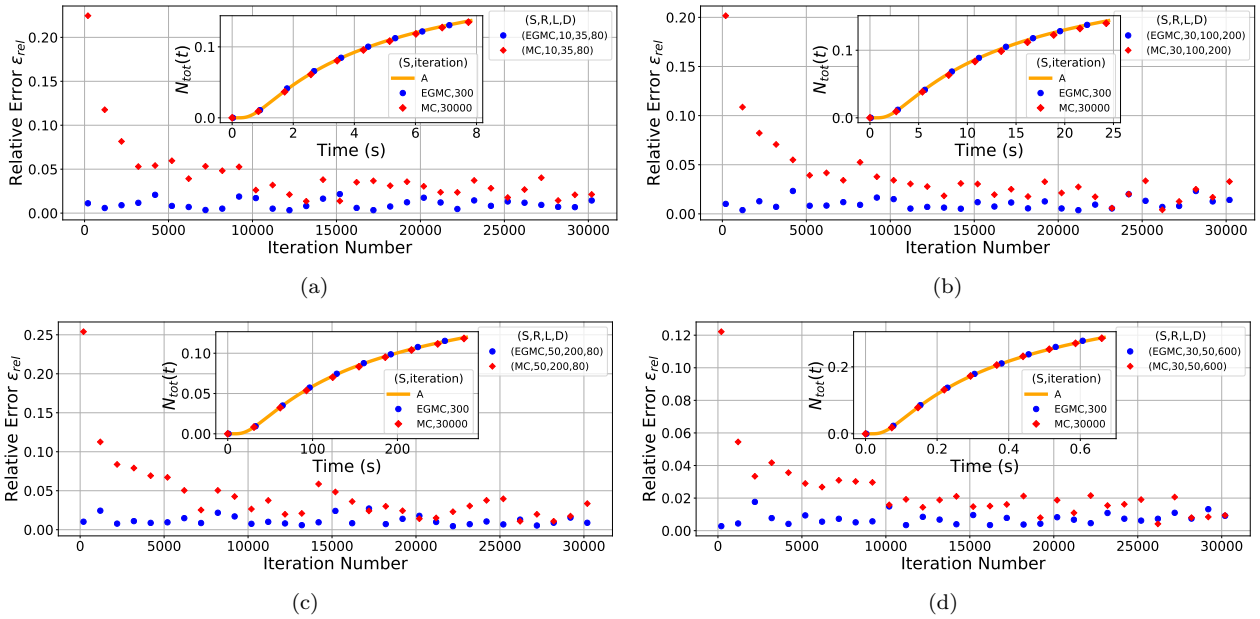 Relative Error ε_rel
0.20
0.15
0.10
0.05
0.00
0
5000
10000
15000
20000
25000
30000
Iteration Number
(S,R,L,D)
(EGMC,10,35,80)
(MC,10,35,80)
N_tot(t)
0.1
0.0
0
2
4
6
8
Time (s)
(S,iteration)
A
EGMC,300
MC,30000
(a)
Relative Error ε_rel
0.20
0.15
0.10
0.05
0.00
0
5000
10000
15000
20000
25000
30000
Iteration Number
(S,R,L,D)
(EGMC,30,100,200)
(MC,30,100,200)
N_tot(t)
0.1
0.0
0
5
10
15
20
25
Time (s)
(S,iteration)
A
EGMC,300
MC,30000
(b)
Relative Error ε_rel
0.25
0.20
0.15
0.10
0.05
0.00
0
5000
10000
15000
20000
25000
30000
Iteration Number
(S,R,L,D)
(EGMC,50,200,80)
(MC,50,200,80)
N_tot(t)
0.10
0.05
0.00
0
100
200
Time (s)
(S,iteration)
A
EGMC,300
MC,30000
(c)
Relative Error ε_rel
0.12
0.10
0.08
0.06
0.04
0.02
0.00
0
5000
10000
15000
20000
25000
30000
Iteration Number
(S,R,L,D)
(EGMC,30,50,600)
(MC,30,50,600)
N_tot(t)
0.2
0.0
0.0
0.2
0.4
0.6
Time (s)
(S,iteration)
A
EGMC,300
MC,30000
(d)